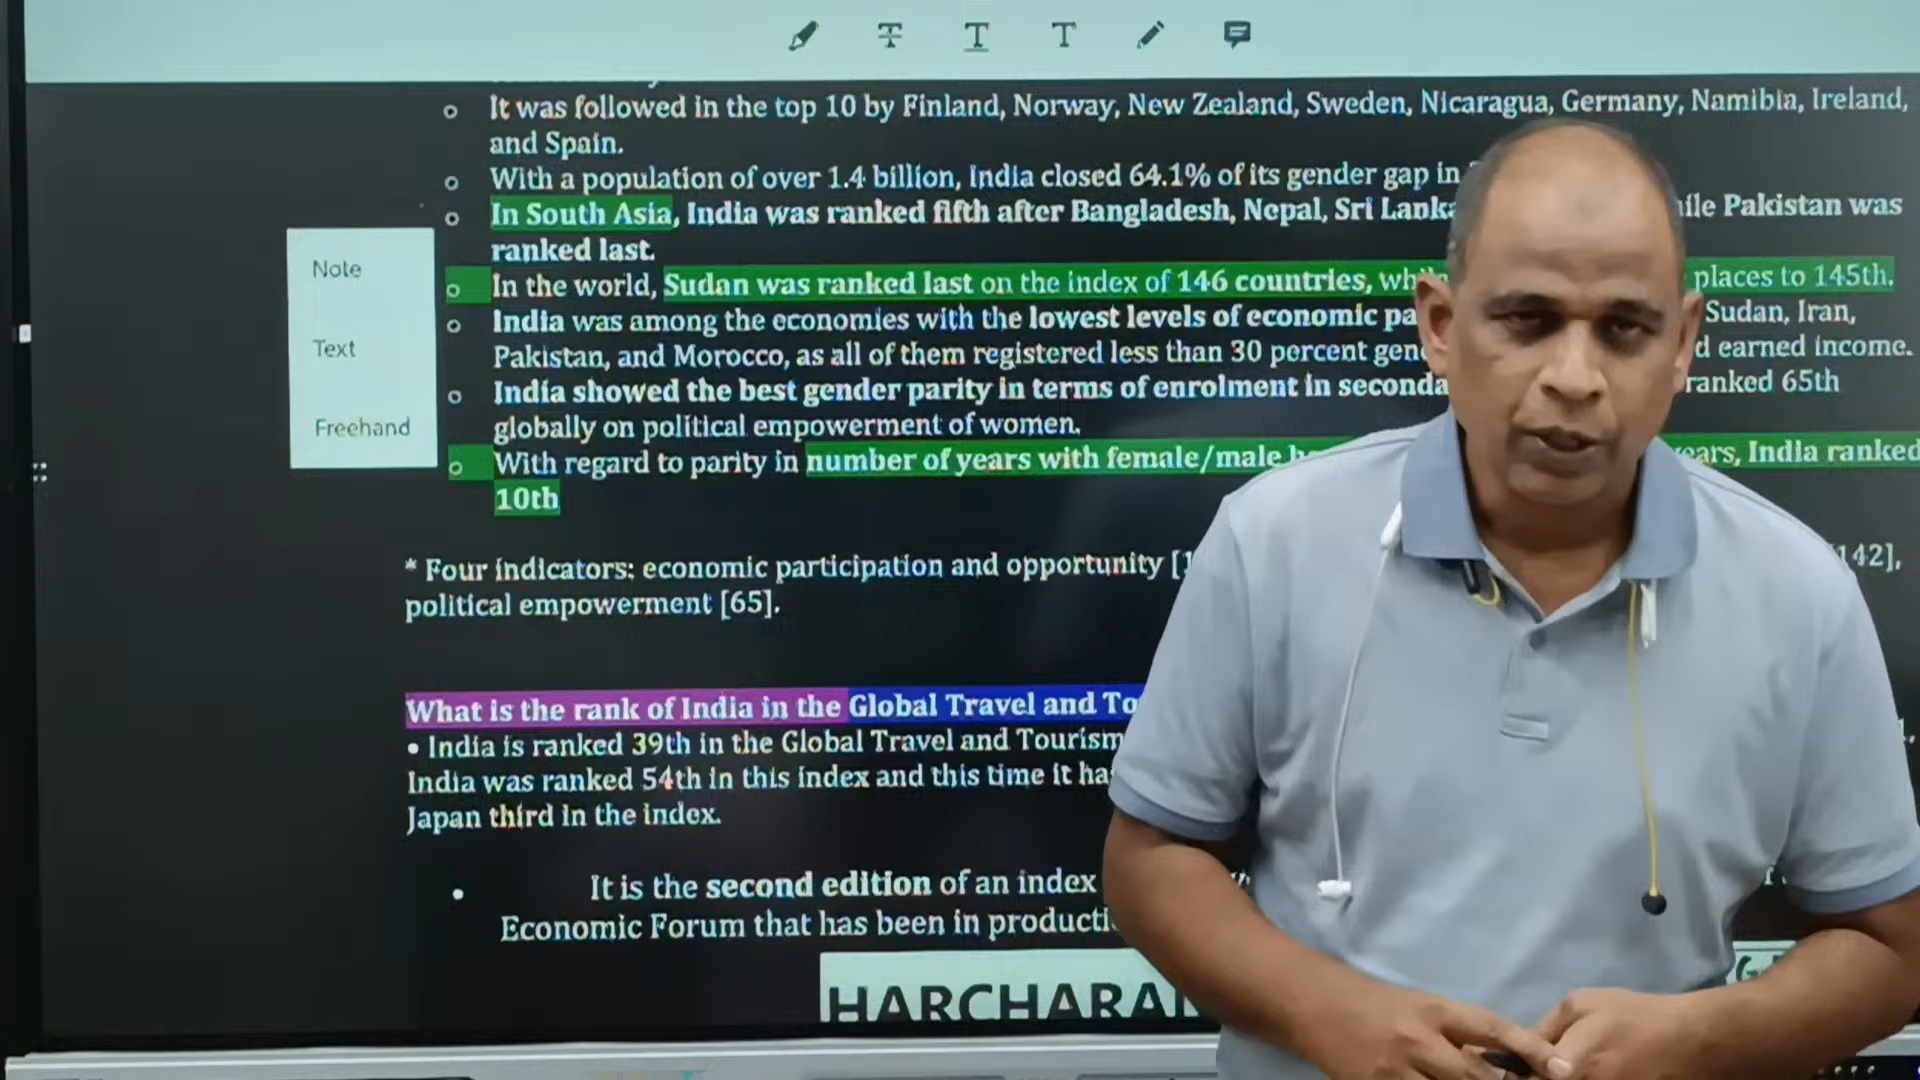 It was followed in the top 10 by Finland, Norway, New Zealand, Sweden, Nicaragua, Germany, Namibia, Ireland,
and Spain.
With a population of over 1.4 billion, India closed 64.1% of its gender gap in
In South Asia, India was ranked fifth after Bangladesh, Nepal, Sri Lanka Pakistan was
ranked last.
In the world, Sudan was ranked last on the index of 146 countries, places to 145th.
India was among the economies with the lowest levels of economic Sudan, Iran,
Pakistan, and Morocco, as all of them registered less than 30 percent earned income.
India showed the best gender parity in terms of enrolment in ranked 65th
globally on political empowerment of women.
With regard to parity in number of years with female/male India ranked
10th
Note
Text
Freehand
* Four indicators: economic participation and opportunity 142],
political empowerment [65].
What is the rank of India in the Global Travel and
• India is ranked 39th in the Global Travel and Tourism
India was ranked 54th in this index and this time it
Japan third in the index.
• It is the second edition of an index
Economic Forum that has been in